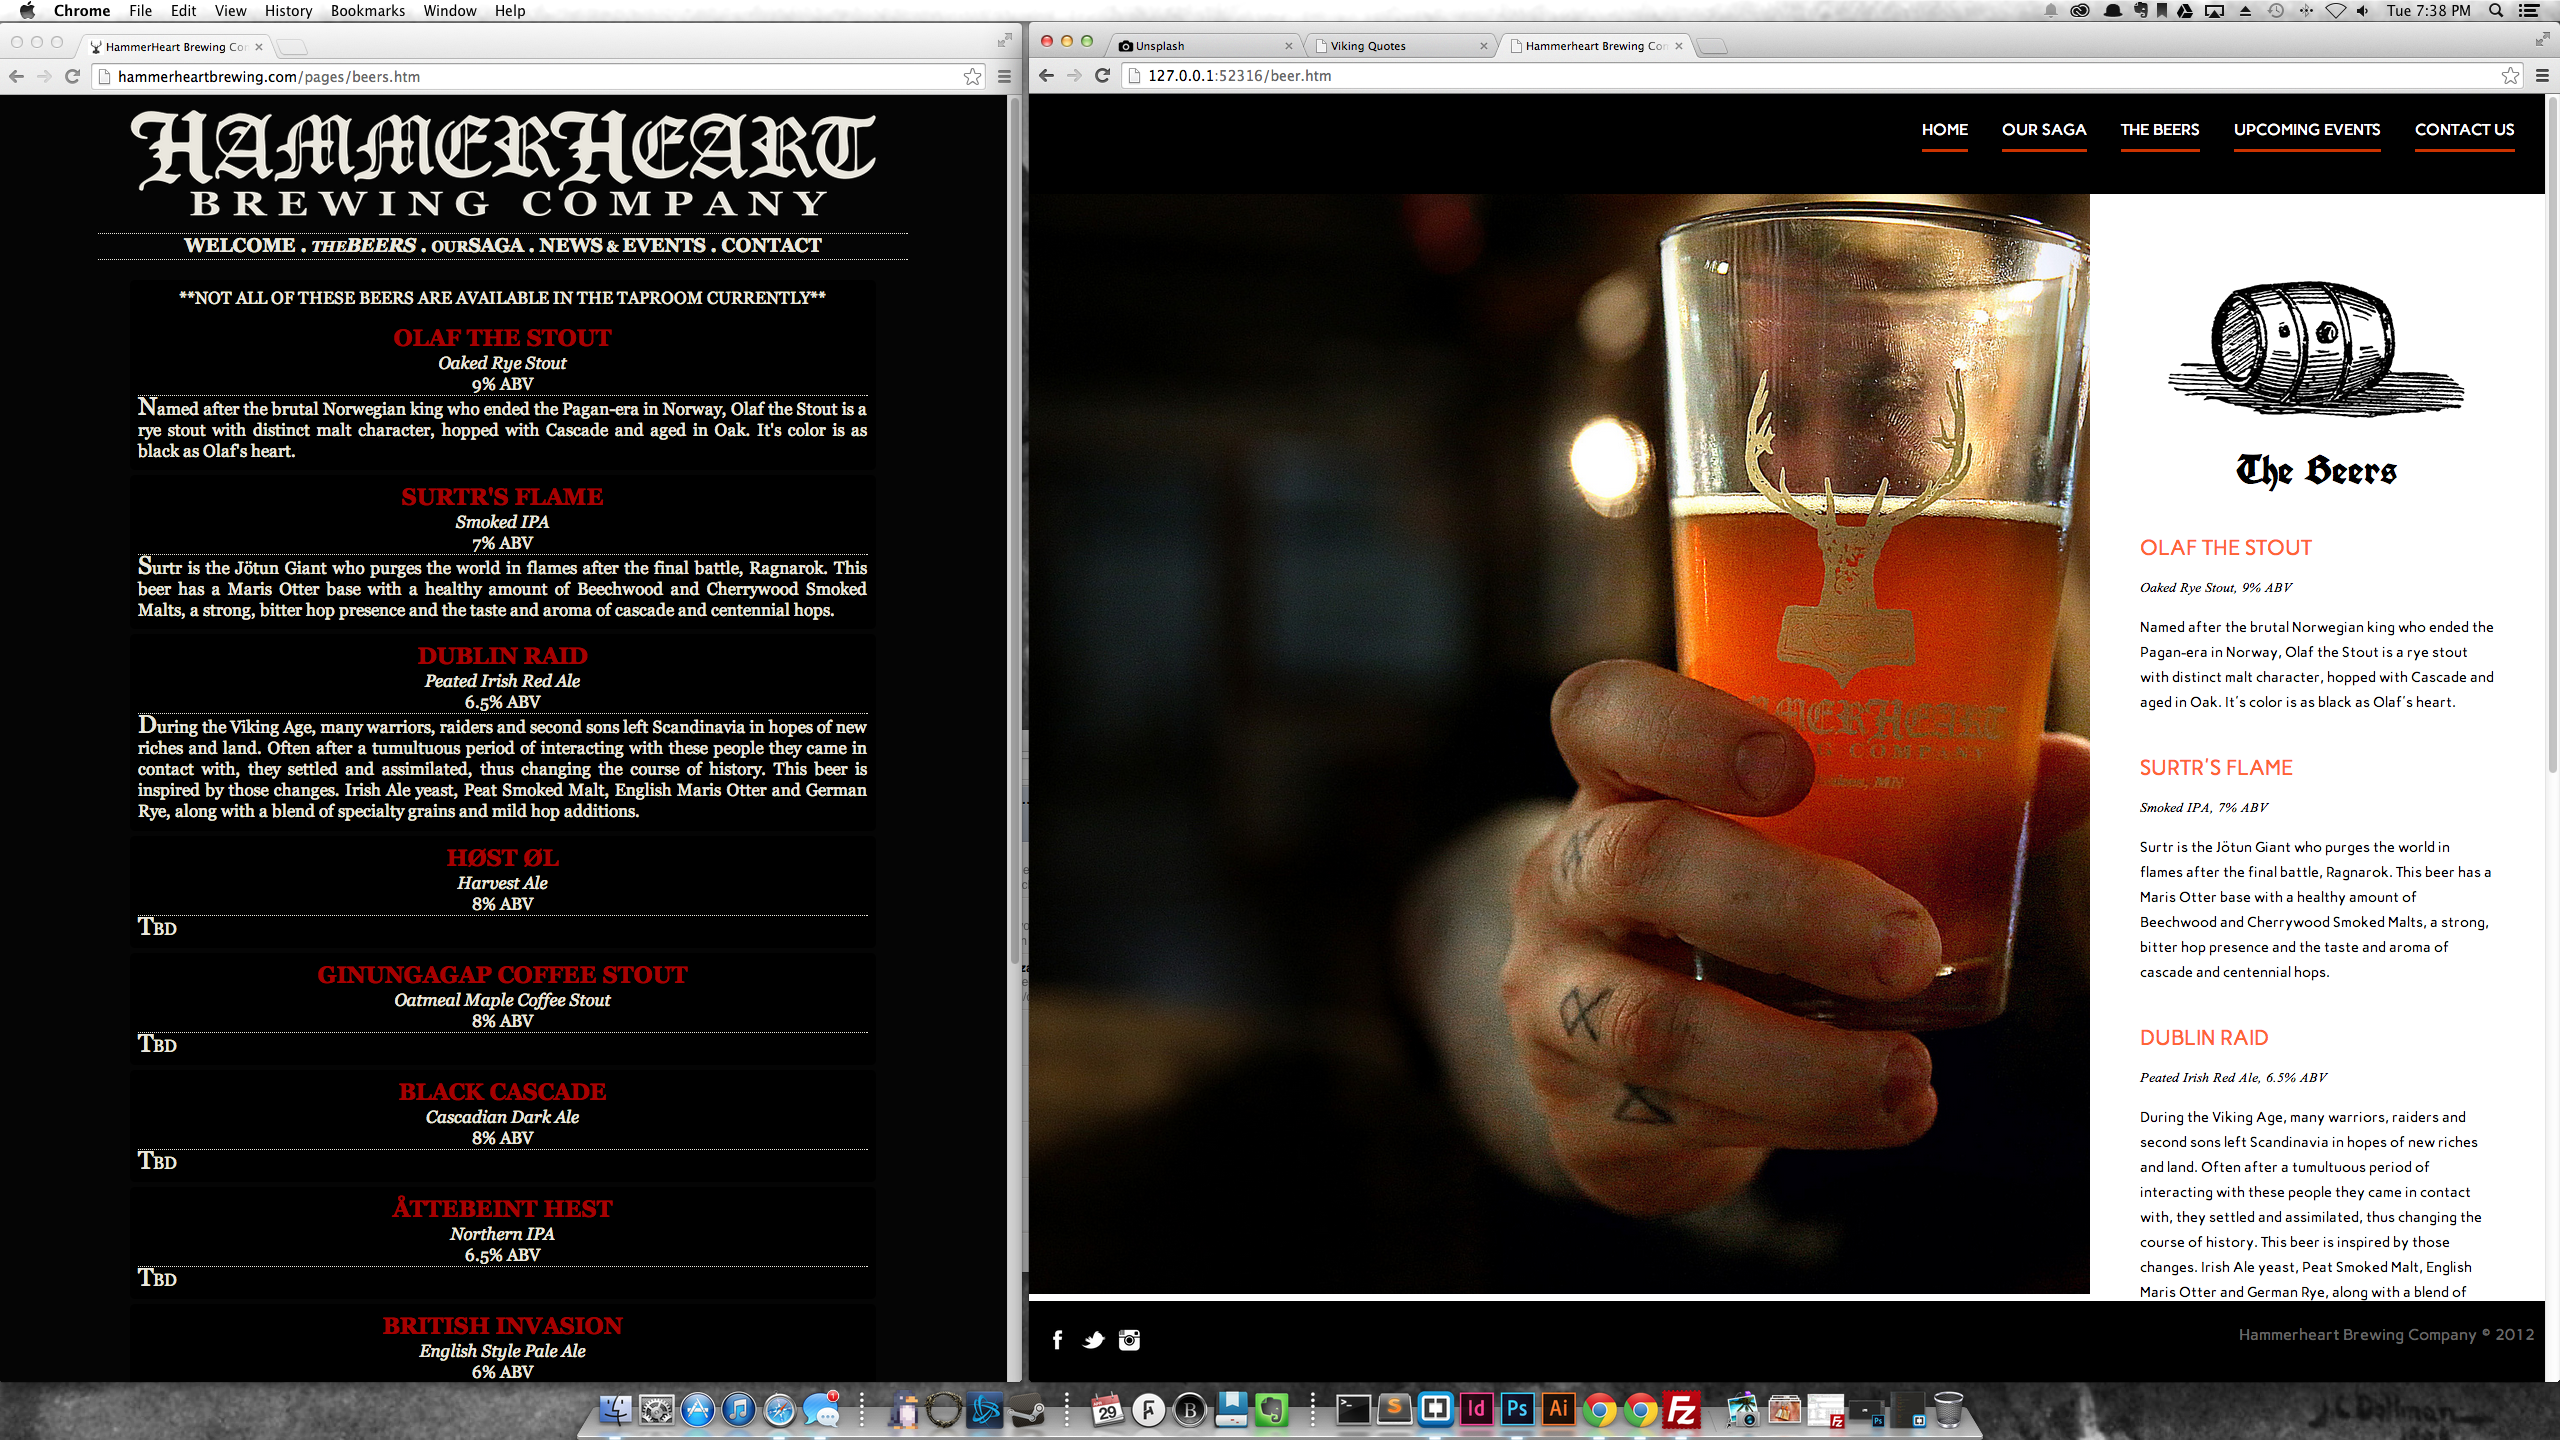 Chrome File Edit View History Bookmarks Window Help
Tue 7:38 PM
HammerHeart Brewing Co
hammerheartbrewing.com/pages/beers.htm
HAMMERHEART
BREWING COMPANY
WELCOME . THEBEERS . OURSAGA . NEWS & EVENTS . CONTACT
**NOT ALL OF THESE BEERS ARE AVAILABLE IN THE TAPROOM CURRENTLY**
OLAF THE STOUT
Oaked Rye Stout
9% ABV
Named after the brutal Norwegian king who ended the Pagan-era in Norway, Olaf the Stout is a
rye stout with distinct malt character, hopped with Cascade and aged in Oak. It's color is as
black as Olaf's heart.
SURTR'S FLAME
Smoked IPA
7% ABV
Surtr is the Jötun Giant who purges the world in flames after the final battle, Ragnarok. This
beer has a Maris Otter base with a healthy amount of Beechwood and Cherrywood Smoked
Malts, a strong, bitter hop presence and the taste and aroma of cascade and centennial hops.
DUBLIN RAID
Peated Irish Red Ale
6.5% ABV
During the Viking Age, many warriors, raiders and second sons left Scandinavia in hopes of new
riches and land. Often after a tumultuous period of interacting with these people they came in
contact with, they settled and assimilated, thus changing the course of history. This beer is
inspired by those changes. Irish Ale yeast, Peat Smoked Malt, English Maris Otter and German
Rye, along with a blend of specialty grains and mild hop additions.
HØST ØL
Harvest Ale
8% ABV
TBD
GINUNGAGAP COFFEE STOUT
Oatmeal Maple Coffee Stout
8% ABV
TBD
BLACK CASCADE
Cascadian Dark Ale
8% ABV
TBD
ÅTTEBEINT HEST
Northern IPA
6.5% ABV
TBD
BRITISH INVASION
English Style Pale Ale
6% ABV
Unsplash
Viking Quotes
Hammerheart Brewing Com
127.0.0.1:52316/beer.htm
HOME OUR SAGA THE BEERS UPCOMING EVENTS CONTACT US
MMERHEART
COMPANY
MN
The Beers
OLAF THE STOUT
Oaked Rye Stout, 9% ABV
Named after the brutal Norwegian king who ended the
Pagan-era in Norway, Olaf the Stout is a rye stout
with distinct malt character, hopped with Cascade and
aged in Oak. It's color is as black as Olaf's heart.
SURTR'S FLAME
Smoked IPA, 7% ABV
Surtr is the Jötun Giant who purges the world in
flames after the final battle, Ragnarok. This beer has a
Maris Otter base with a healthy amount of
Beechwood and Cherrywood Smoked Malts, a strong,
bitter hop presence and the taste and aroma of
cascade and centennial hops.
DUBLIN RAID
Peated Irish Red Ale, 6.5% ABV
During the Viking Age, many warriors, raiders and
second sons left Scandinavia in hopes of new riches
and land. Often after a tumultuous period of
interacting with these people they came in contact
with, they settled and assimilated, thus changing the
course of history. This beer is inspired by those
changes. Irish Ale yeast, Peat Smoked Malt, English
Maris Otter and German Rye, along with a blend of
Hammerheart Brewing Company © 2012
1
29
B
S
Id
Ps
Ai
Fz